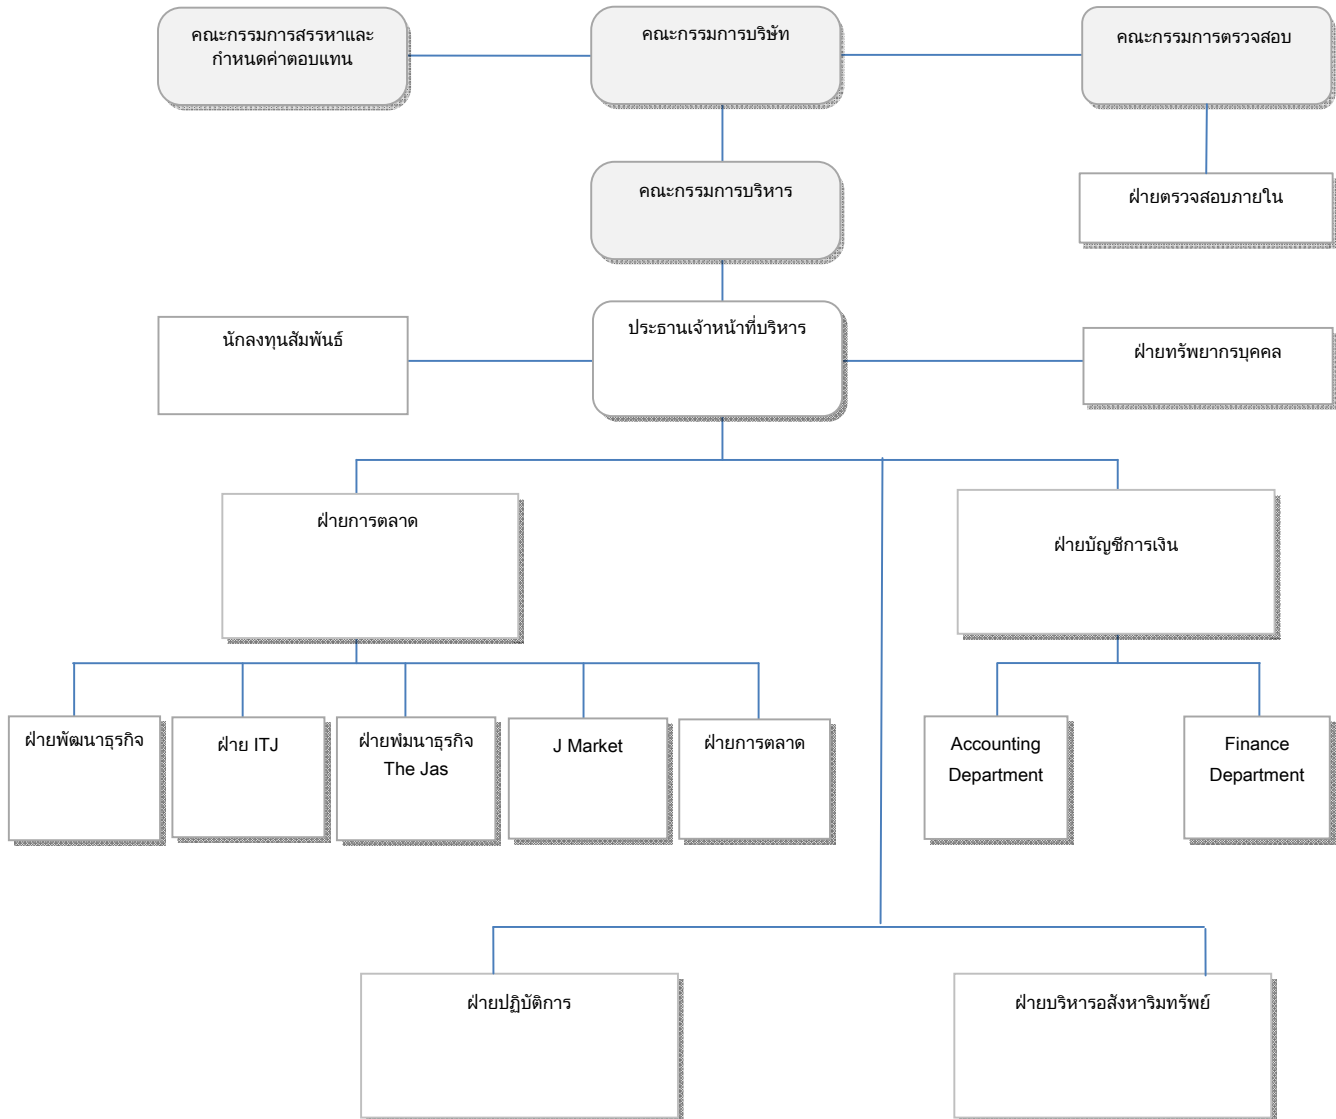 คณะกรรมการสรรหาและ
กำหนดค่าตอบแทน
คณะกรรมการบริษัท
คณะกรรมการตรวจสอบ
คณะกรรมการบริหาร
ฝ่ายตรวจสอบภายใน
นักลงทุนสัมพันธ์
ประธานเจ้าหน้าที่บริหาร
ฝ่ายทรัพยากรบุคคล
ฝ่ายการตลาด
ฝ่ายบัญชีการเงิน
ฝ่ายพัฒนาธุรกิจ
ฝ่าย ITJ
ฝ่ายพ่มนาธุรกิจ
The Jas
J Market
ฝ่ายการตลาด
Accounting
Department
Finance
Department
ฝ่ายปฏิบัติการ
ฝ่ายบริหารอสังหาริมทรัพย์